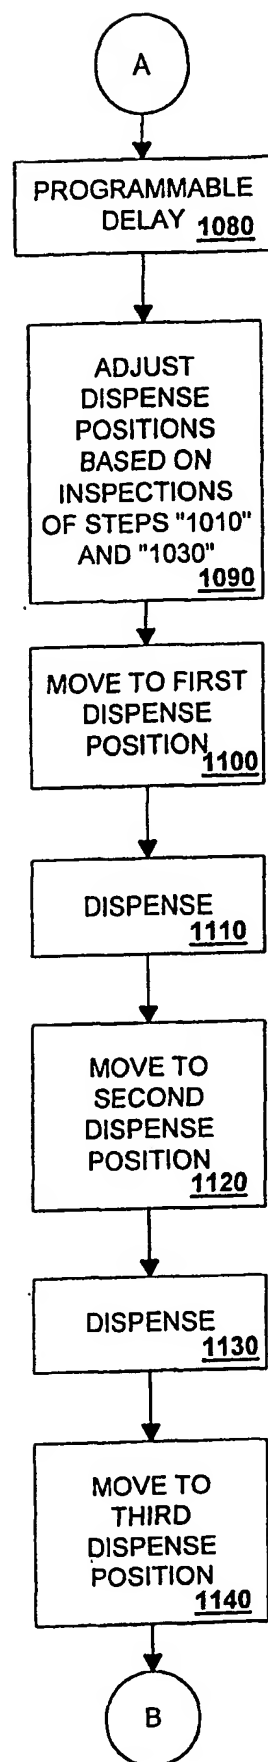 A
PROGRAMMABLE
DELAY 1080
ADJUST
DISPENSE
POSITIONS
BASED ON
INSPECTIONS
OF STEPS "1010"
AND "1030"
1090
MOVE TO FIRST
DISPENSE
POSITION
1100
DISPENSE
1110
MOVE TO
SECOND
DISPENSE
POSITION
1120
DISPENSE
1130
MOVE TO
THIRD
DISPENSE
POSITION
1140
B